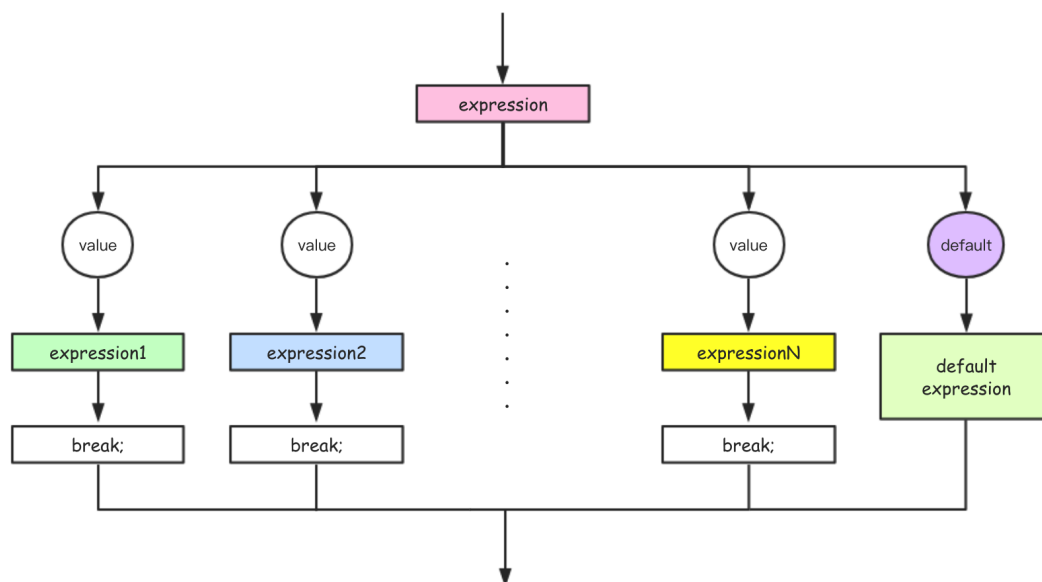 expression
value
value
value
default
expression1
expression2
expressionN
default
expression
break;
break;
break;